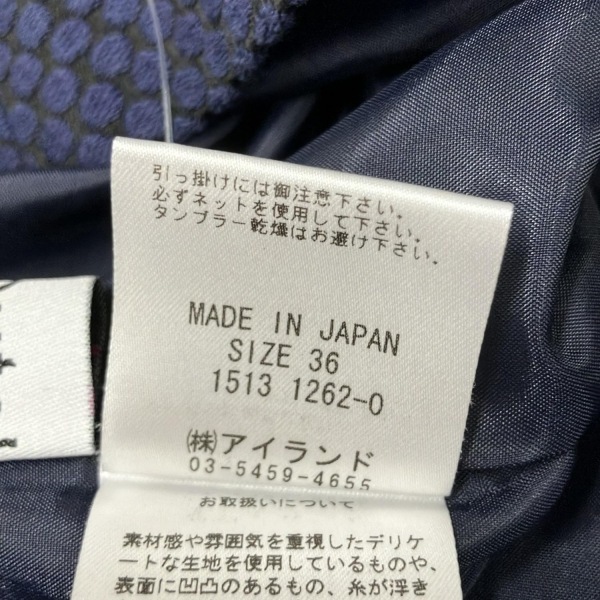 引っ掛けには御注意下さい。
必ずネットを使用して下さい。
タンブラー乾燥はお避け下さい。
MADE IN JAPAN
SIZE 36
1513 1262-0
(株)アイランド
03-5459-4655
お取扱いについて
素材感や雰囲気を重視したデリケ
ートな生地を使用しているものや、
表面に凹凸のあるもの、糸が浮き